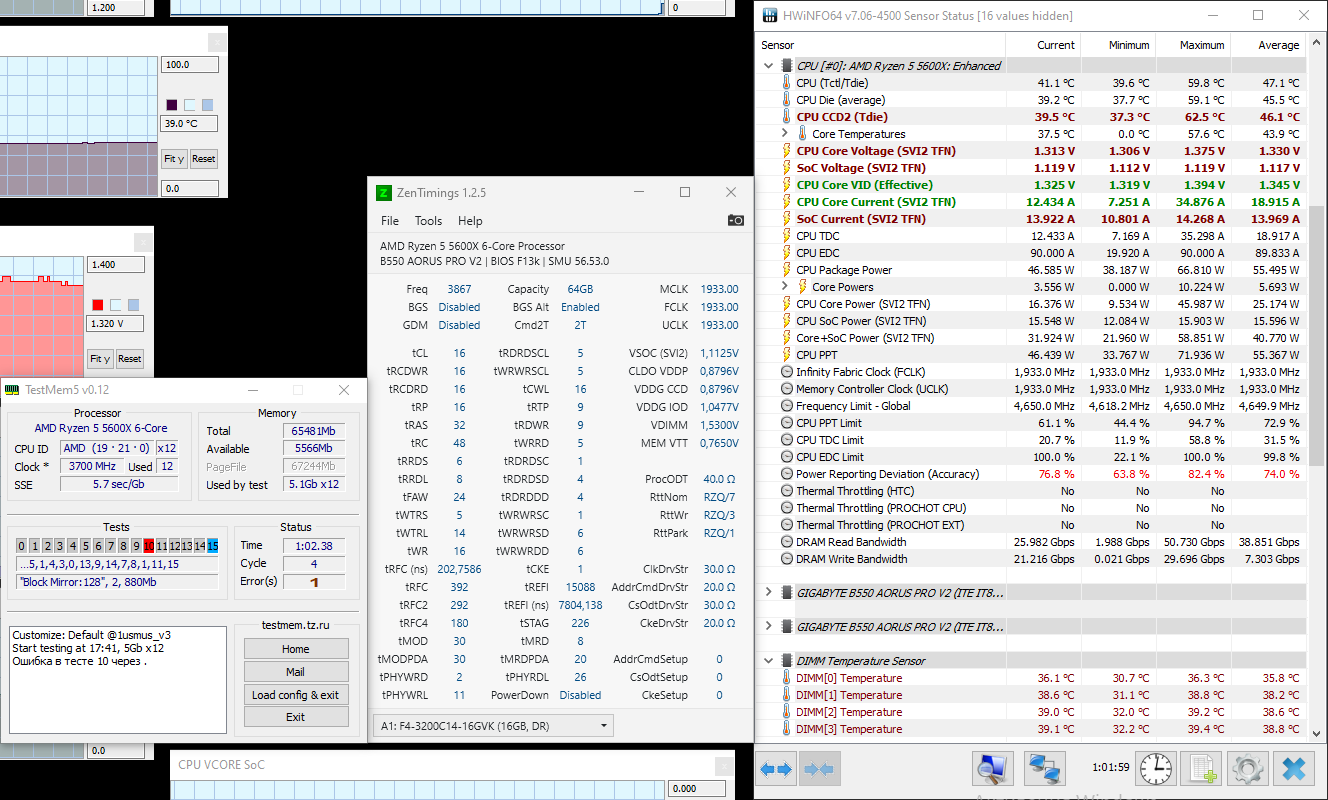 1.200
0
100.0
39.0 °C
Fit y Reset
0.0
1.400
1.320 V
Fit y Reset
TestMem5 v0.12
Processor
AMD Ryzen 5 5600X 6-Core
CPU ID AMD (19 · 21 · 0) x12
Clock * 3700 MHz Used 12
SSE 5.7 sec/Gb
Memory
Total 65481Mb
Available 5566Mb
PageFile 67244Mb
Used by test 5.1Gb x12
Tests
0 1 2 3 4 5 6 7 8 9 10 11 12 13 14 15
...5,1,4,3,0,13,9,14,7,8,1,11,15
"Block Mirror:128", 2, 880Mb
Status
Time 1:02.38
Cycle 4
Error(s) 1
Customize: Default @1usmus_v3
Start testing at 17:41, 5Gb x12
Ошибка в тесте 10 через .
testmem.tz.ru
Home
Mail
Load config & exit
Exit
0.0
CPU VCORE SoC
0.000
ZenTimings 1.2.5
File Tools Help
AMD Ryzen 5 5600X 6-Core Processor
B550 AORUS PRO V2 | BIOS F13k | SMU 56.53.0
Freq 3867 Capacity 64GB MCLK 1933.00
BGS Disabled BGS Alt Enabled FCLK 1933.00
GDM Disabled Cmd2T 2T UCLK 1933.00
tCL 16 tRDRDSCL 5 VSOC (SVI2) 1,1125V
tRCDWR 16 tWRWRSCL 5 CLDO VDDP 0,8796V
tRCDRD 16 tCWL 16 VDDG CCD 0,8796V
tRP 16 tRTP 9 VDDG IOD 1,0477V
tRAS 32 tRDWR 9 VDIMM 1,5300V
tRC 48 tWRRD 5 MEM VTT 0,7650V
tRRDS 6 tRDRDSC 1
tRRDL 8 tRDRDSD 4 ProcODT 40.0 Ω
tFAW 24 tRDRDDD 4 RttNom RZQ/7
tWTRS 5 tWRWRSC 1 RttWr RZQ/3
tWTRL 14 tWRWRSD 6 RttPark RZQ/1
tWR 16 tWRWRDD 6
tRFC (ns) 202,7586 tCKE 1 ClkDrvStr 30.0 Ω
tRFC 392 tREFI 15088 AddrCmdDrvStr 20.0 Ω
tRFC2 292 tREFI (ns) 7804,138 CsOdtDrvStr 30.0 Ω
tRFC4 180 tSTAG 226 CkeDrvStr 20.0 Ω
tMOD 30 tMRD 8
tMODPDA 30 tMRDPDA 20 AddrCmdSetup 0
tPHYWRD 2 tPHYRDL 26 CsOdtSetup 0
tPHYWRL 11 PowerDown Disabled CkeSetup 0
A1: F4-3200C14-16GVK (16GB, DR)
HWiNFO64 v7.06-4500 Sensor Status [16 values hidden]
Sensor Current Minimum Maximum Average
CPU [#0]: AMD Ryzen 5 5600X: Enhanced
CPU (Tctl/Tdie) 41.1 °C 39.6 °C 59.8 °C 47.1 °C
CPU Die (average) 39.2 °C 37.7 °C 59.1 °C 45.5 °C
CPU CCD2 (Tdie) 39.5 °C 37.3 °C 62.5 °C 46.1 °C
Core Temperatures 37.5 °C 0.0 °C 57.6 °C 43.9 °C
CPU Core Voltage (SVI2 TFN) 1.313 V 1.306 V 1.375 V 1.330 V
SoC Voltage (SVI2 TFN) 1.119 V 1.112 V 1.119 V 1.117 V
CPU Core VID (Effective) 1.325 V 1.319 V 1.394 V 1.345 V
CPU Core Current (SVI2 TFN) 12.434 A 7.251 A 34.876 A 18.915 A
SoC Current (SVI2 TFN) 13.922 A 10.801 A 14.268 A 13.969 A
CPU TDC 12.433 A 7.169 A 35.298 A 18.917 A
CPU EDC 90.000 A 19.920 A 90.000 A 89.833 A
CPU Package Power 46.585 W 38.187 W 66.810 W 55.495 W
Core Powers 3.556 W 0.000 W 10.224 W 5.693 W
CPU Core Power (SVI2 TFN) 16.376 W 9.534 W 45.987 W 25.174 W
CPU SoC Power (SVI2 TFN) 15.548 W 12.084 W 15.903 W 15.596 W
Core+SoC Power (SVI2 TFN) 31.924 W 21.960 W 58.851 W 40.770 W
CPU PPT 46.439 W 33.767 W 71.936 W 55.367 W
Infinity Fabric Clock (FCLK) 1,933.0 MHz 1,933.0 MHz 1,933.0 MHz 1,933.0 MHz
Memory Controller Clock (UCLK) 1,933.0 MHz 1,933.0 MHz 1,933.0 MHz 1,933.0 MHz
Frequency Limit - Global 4,650.0 MHz 4,618.2 MHz 4,650.0 MHz 4,649.9 MHz
CPU PPT Limit 61.1 % 44.4 % 94.7 % 72.9 %
CPU TDC Limit 20.7 % 11.9 % 58.8 % 31.5 %
CPU EDC Limit 100.0 % 22.1 % 100.0 % 99.8 %
Power Reporting Deviation (Accuracy) 76.8 % 63.8 % 82.4 % 74.0 %
Thermal Throttling (HTC) No No No
Thermal Throttling (PROCHOT CPU) No No No
Thermal Throttling (PROCHOT EXT) No No No
DRAM Read Bandwidth 25.982 Gbps 1.988 Gbps 50.730 Gbps 38.851 Gbps
DRAM Write Bandwidth 21.216 Gbps 0.021 Gbps 29.696 Gbps 7.303 Gbps
GIGABYTE B550 AORUS PRO V2 (ITE IT8...
GIGABYTE B550 AORUS PRO V2 (ITE IT8...
DIMM Temperature Sensor
DIMM[0] Temperature 36.1 °C 30.7 °C 36.3 °C 35.8 °C
DIMM[1] Temperature 38.6 °C 31.1 °C 38.8 °C 38.2 °C
DIMM[2] Temperature 39.0 °C 32.0 °C 39.2 °C 38.6 °C
DIMM[3] Temperature 39.1 °C 32.2 °C 39.4 °C 38.8 °C
1:01:59